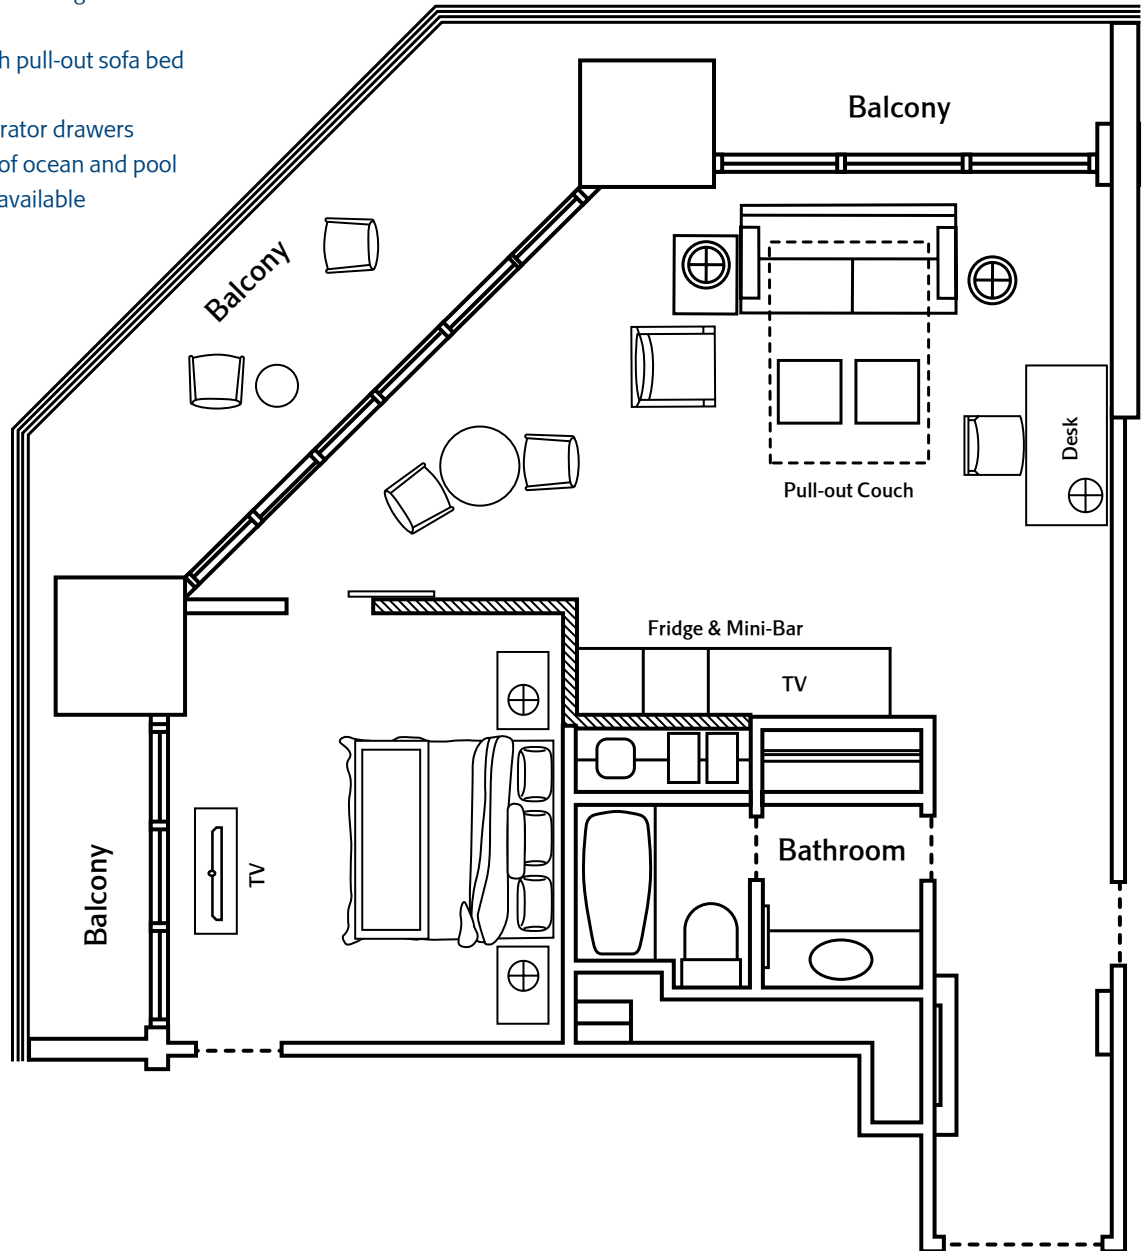 h pull-out sofa bed
rator drawers
of ocean and pool
available
Balcony
Balcony
Desk
Pull-out Couch
Fridge & Mini-Bar
TV
Bathroom
TV
Balcony